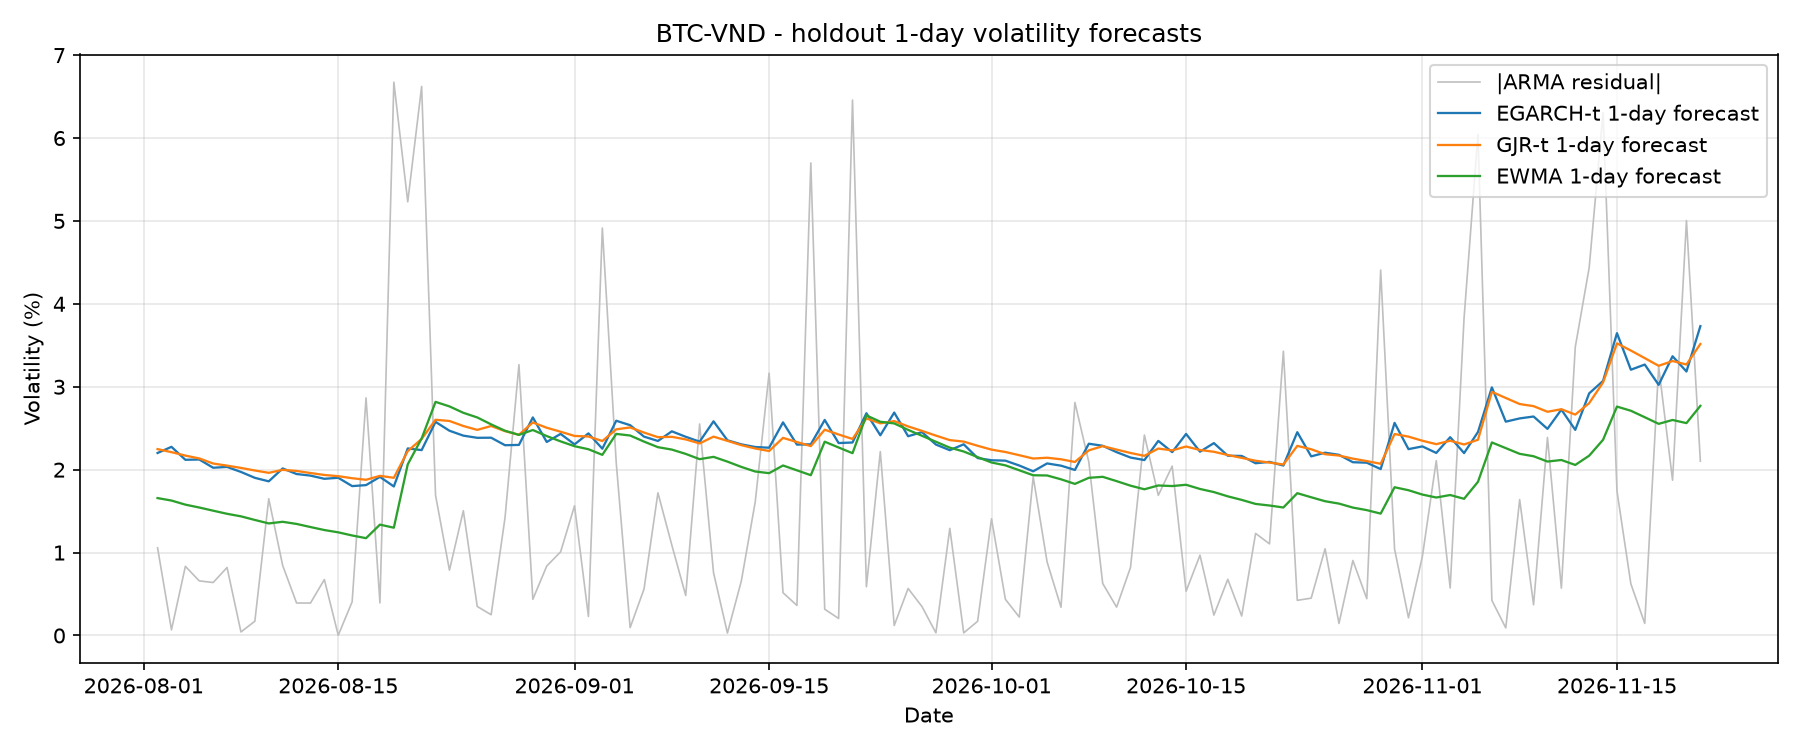 BTC-VND - holdout 1-day volatility forecasts
|ARMA residual|
EGARCH-t 1-day forecast
GJR-t 1-day forecast
EWMA 1-day forecast
Volatility (%)
7
6
5
4
3
2
1
0
2026-08-01
2026-08-15
2026-09-01
2026-09-15
2026-10-01
2026-10-15
2026-11-01
2026-11-15
Date